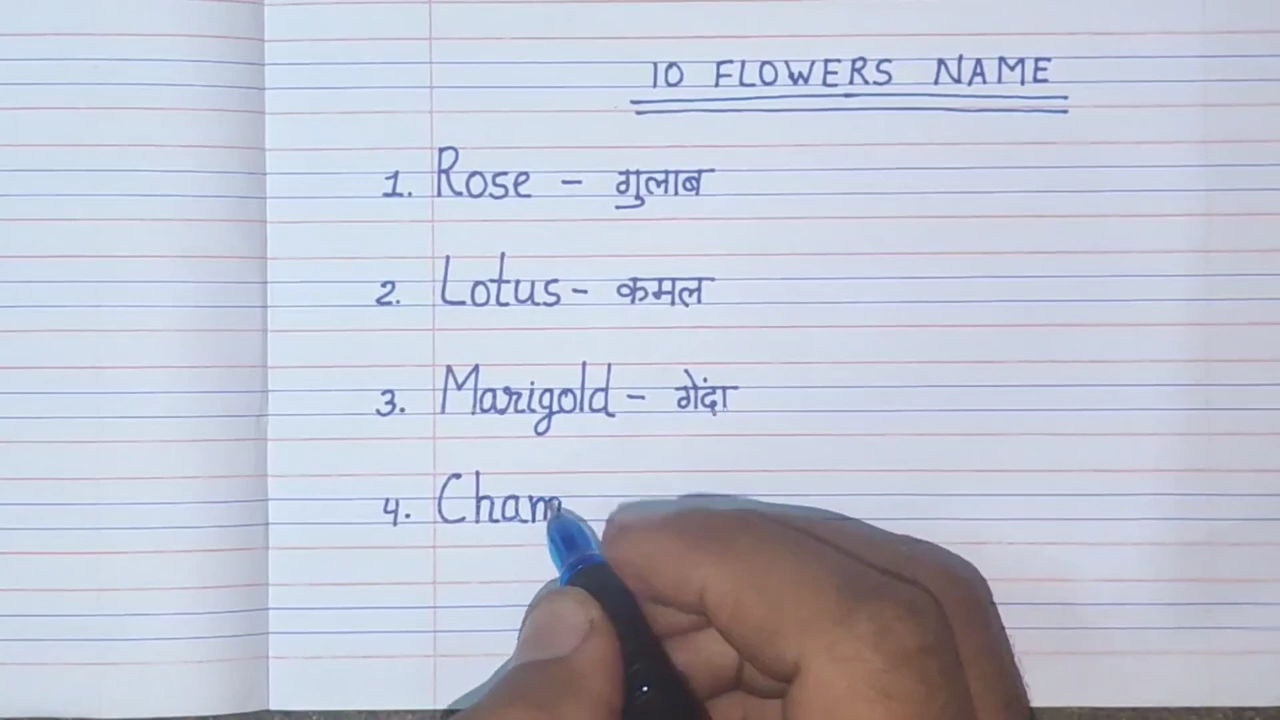 10 FLOWERS NAME
1. Rose - गुलाब
2. Lotus - कमल
3. Marigold - गेंदा
4. Cham